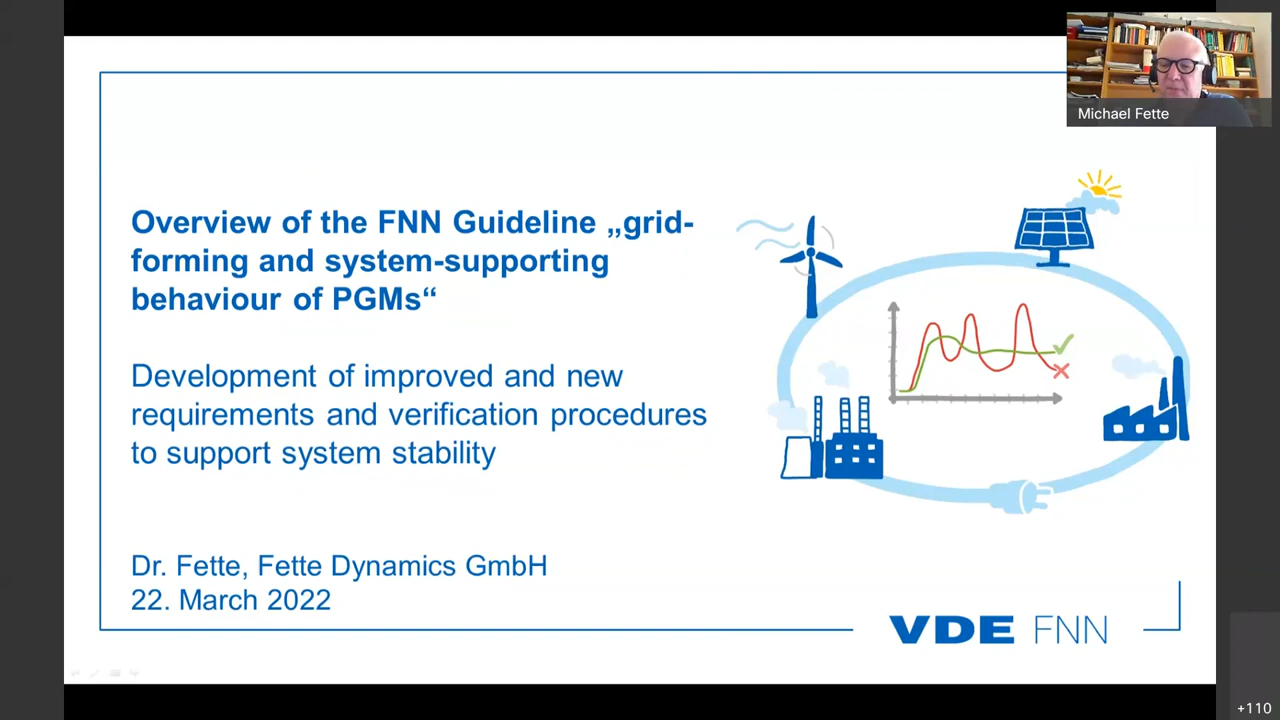 Michael Fette
Overview of the FNN Guideline „grid-
forming and system-supporting
behaviour of PGMs“
Development of improved and new
requirements and verification procedures
to support system stability
Dr. Fette, Fette Dynamics GmbH
22. March 2022
VDE FNN
+110